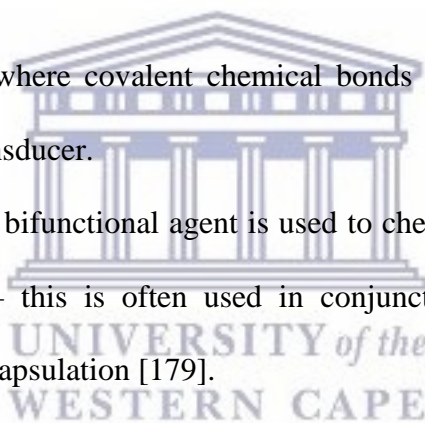 where covalent chemical bonds
nsducer.
bifunctional agent is used to che
– this is often used in conjunct
UNIVERSITY of the
apsulation [179].
WESTERN CAPE